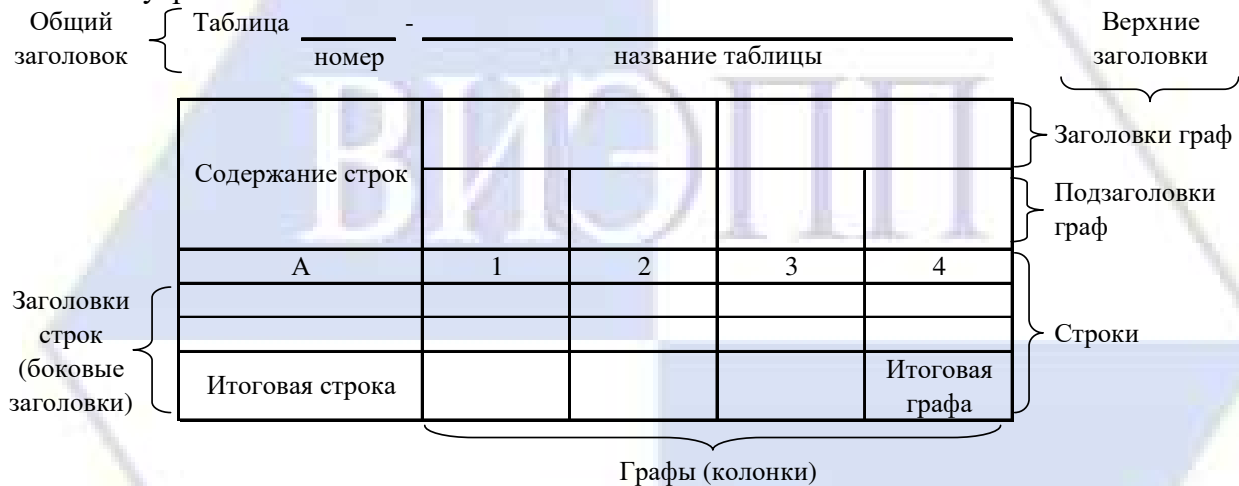 Общий
заголовок
Таблица -
номер
название таблицы
Верхние
заголовки
ВИЭПП
Содержание строк
Заголовки граф
Подзаголовки
граф
А 1 2 3 4
Заголовки
строк
(боковые
заголовки)
Строки
Итоговая строка
Итоговая
графа
Графы (колонки)